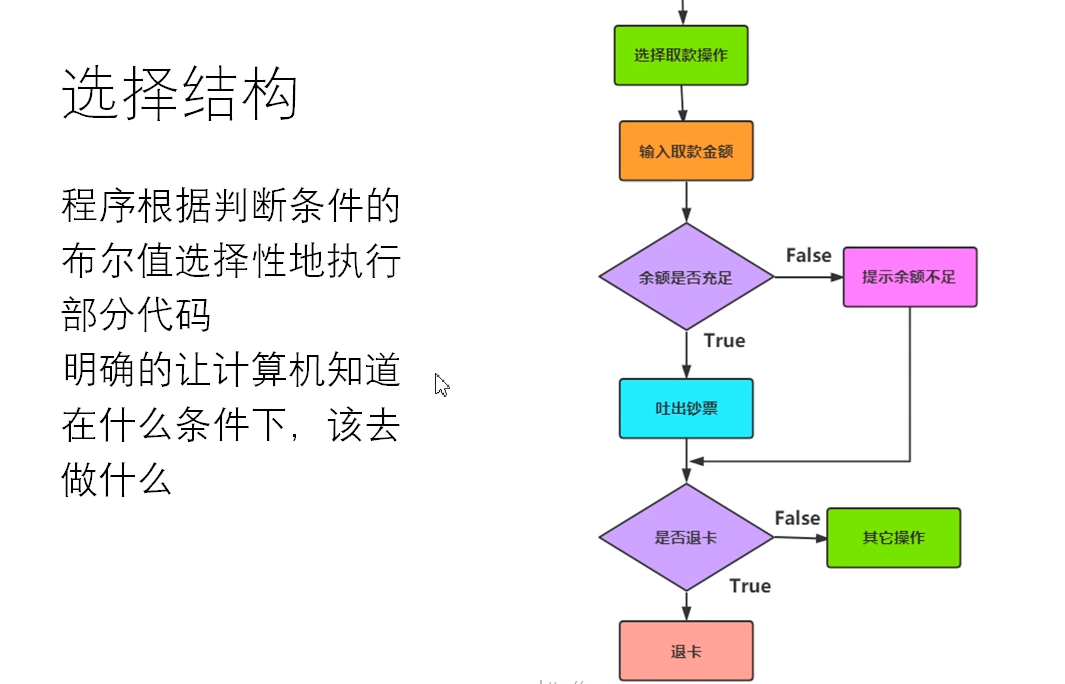 选择结构
程序根据判断条件的
布尔值选择性地执行
部分代码
明确的让计算机知道
在什么条件下，该去
做什么
选择取款操作
输入取款金额
余额是否充足
False
提示余额不足
True
吐出钞票
是否退卡
False
其它操作
True
退卡